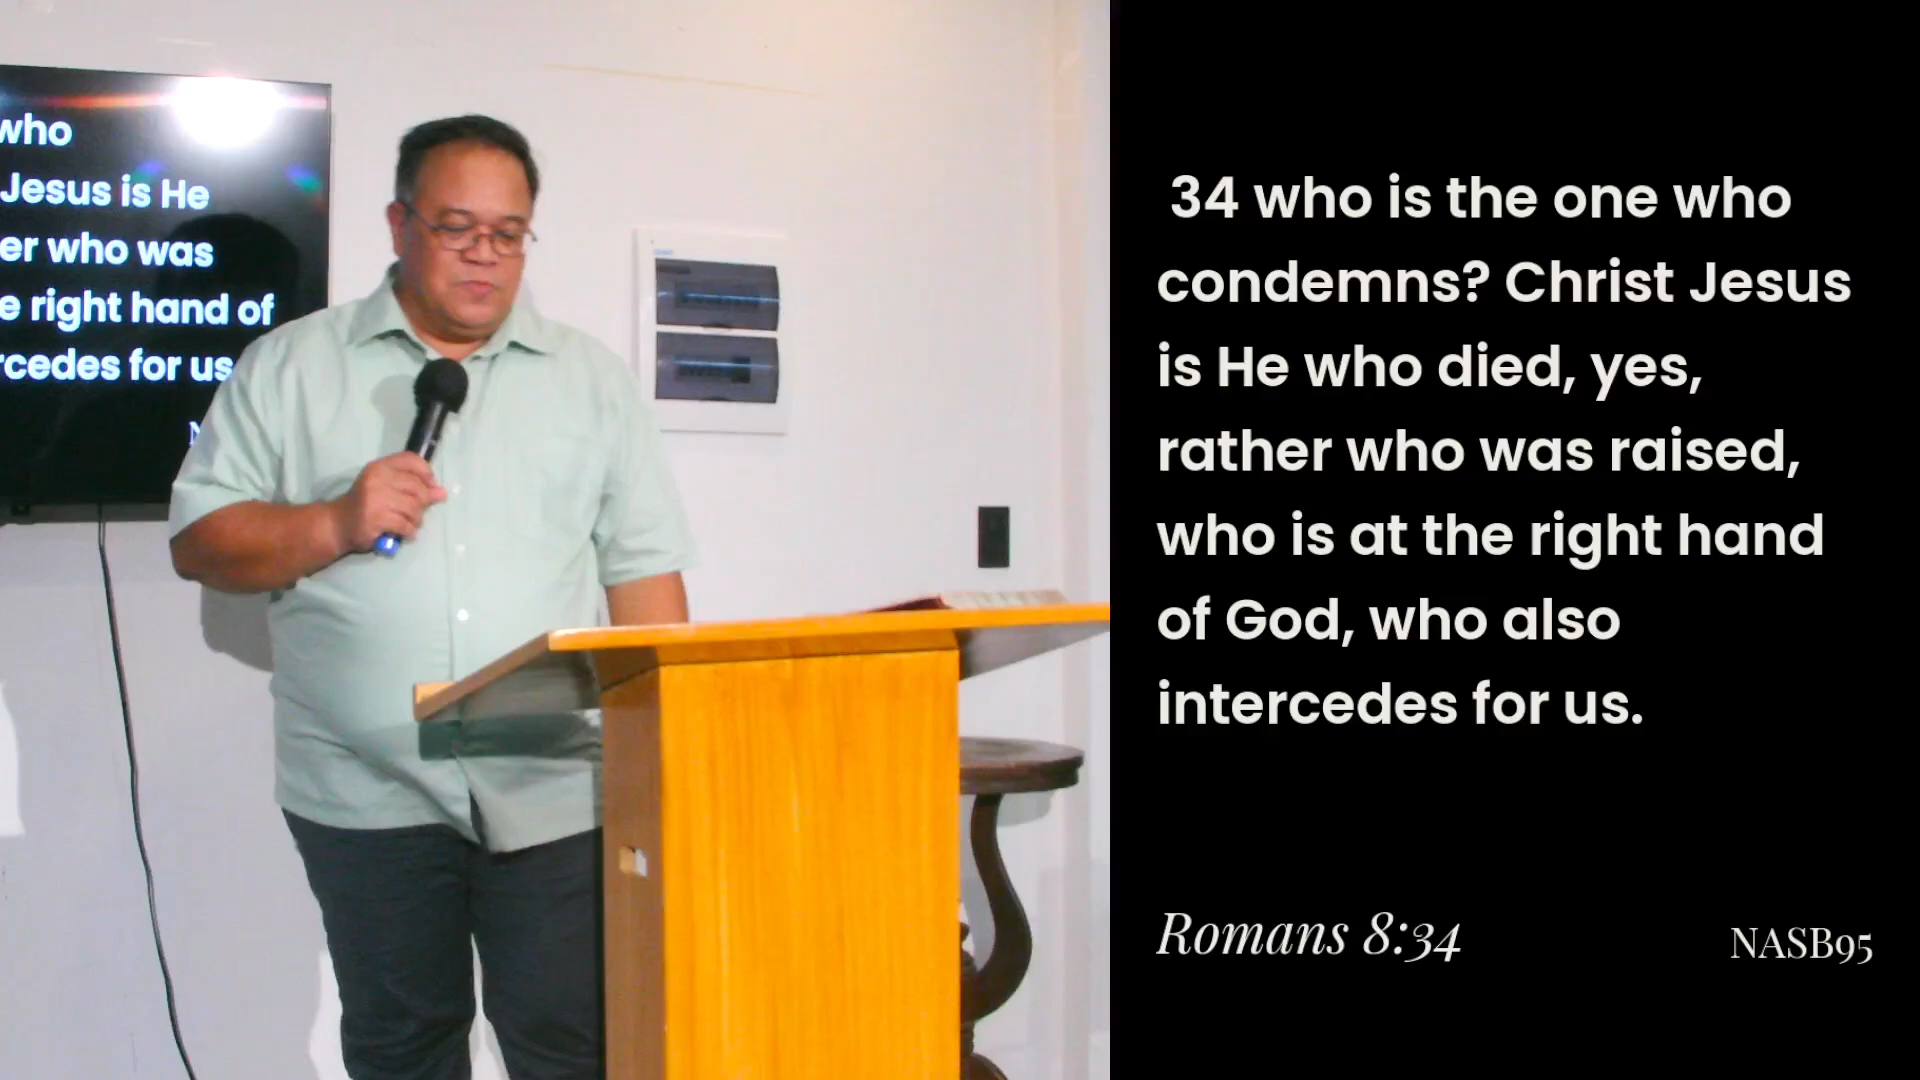 who
Jesus is He
er who was
e right hand of
rcedes for us
N
34 who is the one who
condemns? Christ Jesus
is He who died, yes,
rather who was raised,
who is at the right hand
of God, who also
intercedes for us.
Romans 8:34
NASB95